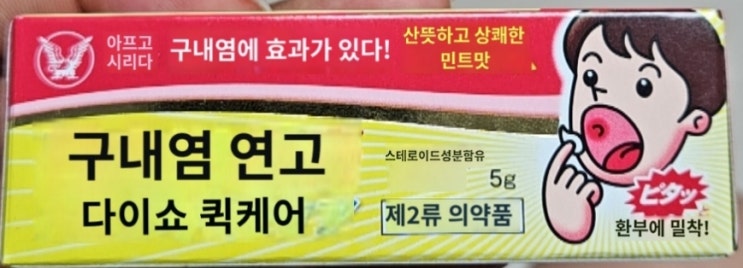 아프고
시리다
구내염에 효과가 있다!
산뜻하고 상쾌한
민트맛
구내염 연고
다이쇼 퀵케어
스테로이드성분함유
5g
제2류 의약품
ピタッ
환부에 밀착!